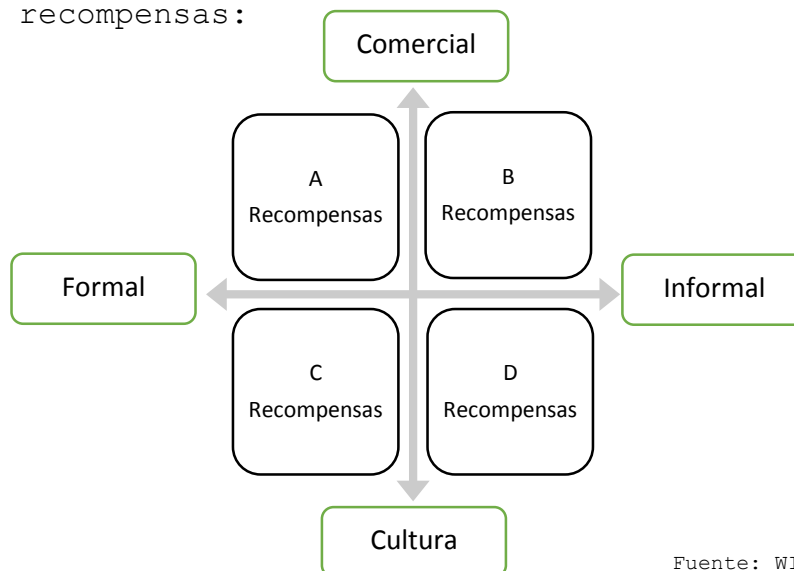 recompensas:
Comercial
A
Recompensas
B
Recompensas
Formal
Informal
C
Recompensas
D
Recompensas
Cultura
Fuente: